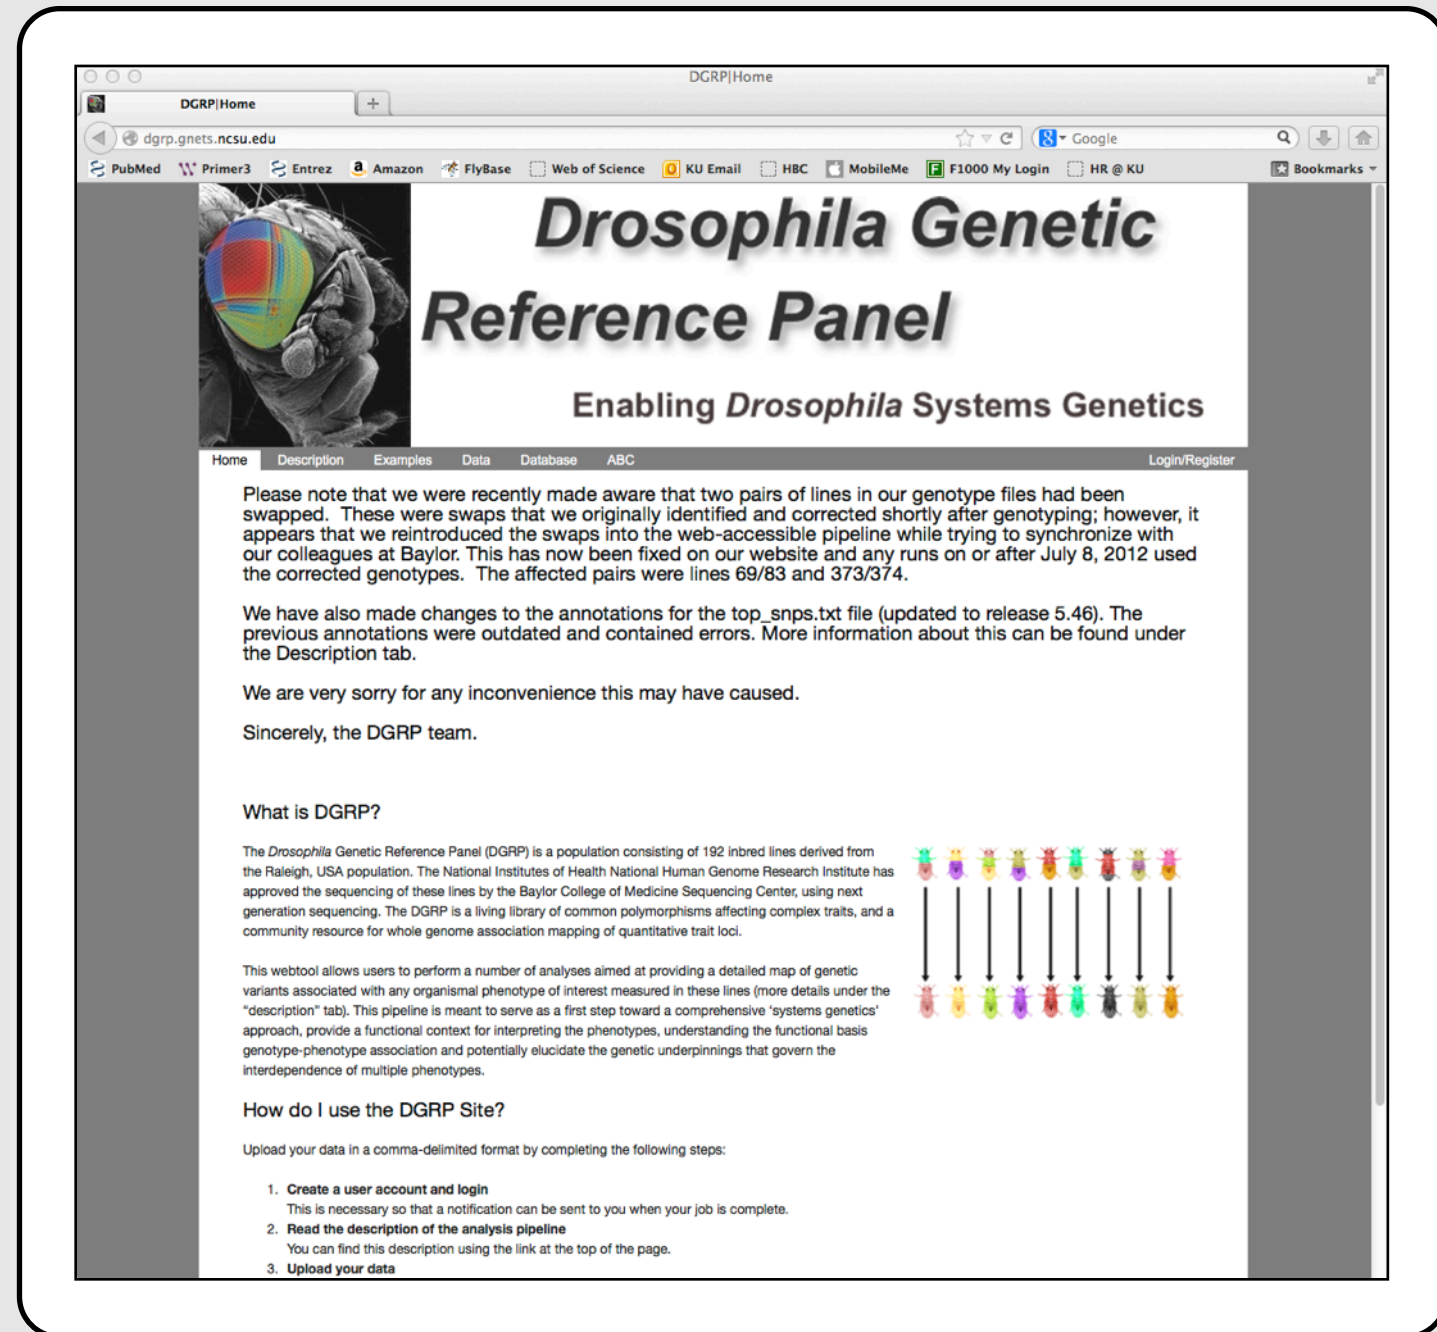 DGRP|Home
DGRP|Home
+
dgrp.gnets.ncsu.edu
8
Google
PubMed Primer3 Entrez Amazon FlyBase Web of Science KU Email HBC MobileMe F1000 My Login HR @ KU Bookmarks
Drosophila Genetic
Reference Panel
Enabling Drosophila Systems Genetics
Home Description Examples Data Database ABC Login/Register
Please note that we were recently made aware that two pairs of lines in our genotype files had been
swapped. These were swaps that we originally identified and corrected shortly after genotyping; however, it
appears that we reintroduced the swaps into the web-accessible pipeline while trying to synchronize with
our colleagues at Baylor. This has now been fixed on our website and any runs on or after July 8, 2012 used
the corrected genotypes. The affected pairs were lines 69/83 and 373/374.
We have also made changes to the annotations for the top_snps.txt file (updated to release 5.46). The
previous annotations were outdated and contained errors. More information about this can be found under
the Description tab.
We are very sorry for any inconvenience this may have caused.
Sincerely, the DGRP team.
What is DGRP?
The Drosophila Genetic Reference Panel (DGRP) is a population consisting of 192 inbred lines derived from
the Raleigh, USA population. The National Institutes of Health National Human Genome Research Institute has
approved the sequencing of these lines by the Baylor College of Medicine Sequencing Center, using next
generation sequencing. The DGRP is a living library of common polymorphisms affecting complex traits, and a
community resource for whole genome association mapping of quantitative trait loci.
This webtool allows users to perform a number of analyses aimed at providing a detailed map of genetic
variants associated with any organismal phenotype of interest measured in these lines (more details under the
"description" tab). This pipeline is meant to serve as a first step toward a comprehensive 'systems genetics'
approach, provide a functional context for interpreting the phenotypes, understanding the functional basis
genotype-phenotype association and potentially elucidate the genetic underpinnings that govern the
interdependence of multiple phenotypes.
How do I use the DGRP Site?
Upload your data in a comma-delimited format by completing the following steps:
1. Create a user account and login
This is necessary so that a notification can be sent to you when your job is complete.
2. Read the description of the analysis pipeline
You can find this description using the link at the top of the page.
3. Upload your data